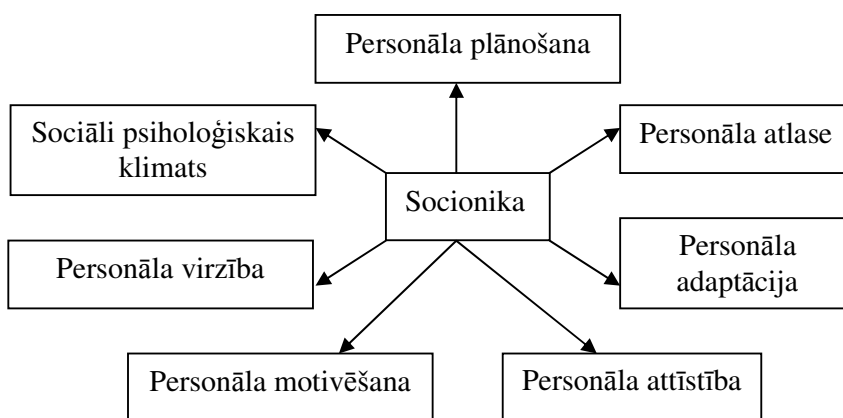 Personāla plānošana
Sociāli psiholoģiskais
klimats
Personāla atlase
Socionika
Personāla virzība
Personāla
adaptācija
Personāla motivēšana
Personāla attīstība